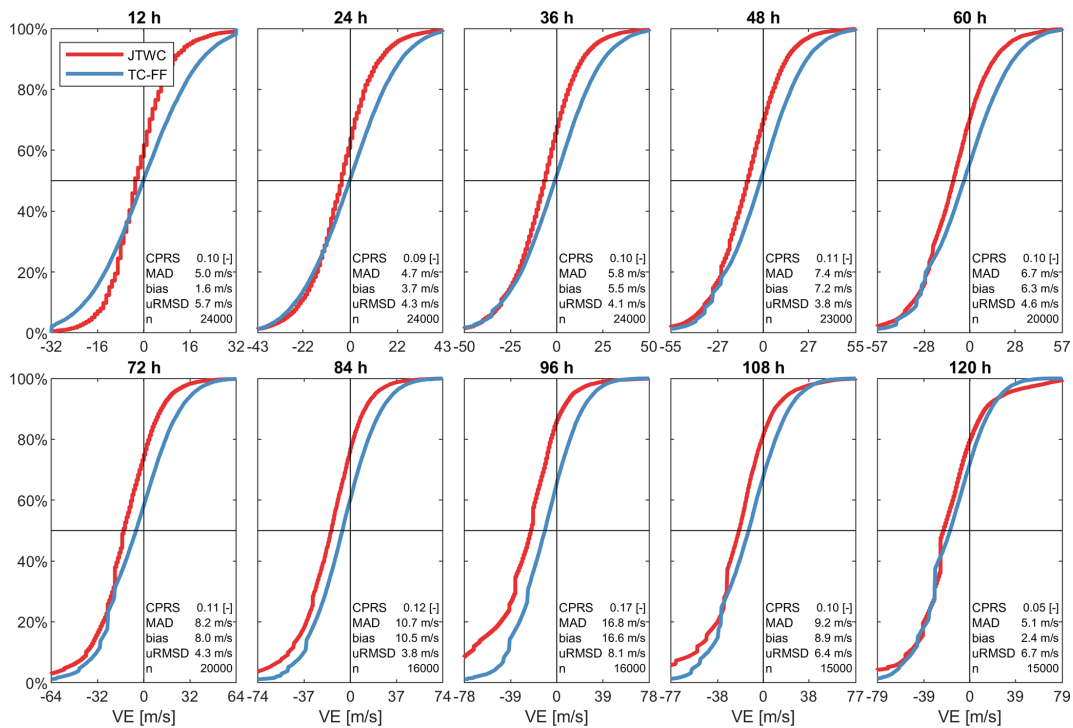 12 h 24 h 36 h 48 h 60 h
100%
80%
60%
40%
20%
0%
JTWC
TC-FF
CPRS 0.10 [-]
MAD 5.0 m/s
bias 1.6 m/s
uRMSD 5.7 m/s
n 24000
-32 -16 0 16 32
CPRS 0.09 [-]
MAD 4.7 m/s
bias 3.7 m/s
uRMSD 4.3 m/s
n 24000
-43 -22 0 22 43
CPRS 0.10 [-]
MAD 5.8 m/s
bias 5.5 m/s
uRMSD 4.1 m/s
n 24000
-50 -25 0 25 50
CPRS 0.11 [-]
MAD 7.4 m/s
bias 7.2 m/s
uRMSD 3.8 m/s
n 23000
-55 -27 0 27 55
CPRS 0.10 [-]
MAD 6.7 m/s
bias 6.3 m/s
uRMSD 4.6 m/s
n 20000
-57 -28 0 28 57
72 h 84 h 96 h 108 h 120 h
100%
80%
60%
40%
20%
0%
CPRS 0.11 [-]
MAD 8.2 m/s
bias 8.0 m/s
uRMSD 4.3 m/s
n 20000
-64 -32 0 32 64
VE [m/s]
CPRS 0.12 [-]
MAD 10.7 m/s
bias 10.5 m/s
uRMSD 3.8 m/s
n 16000
-74 -37 0 37 74
VE [m/s]
CPRS 0.17 [-]
MAD 16.8 m/s
bias 16.6 m/s
uRMSD 8.1 m/s
n 16000
-78 -39 0 39 78
VE [m/s]
CPRS 0.10 [-]
MAD 9.2 m/s
bias 8.9 m/s
uRMSD 6.4 m/s
n 15000
-77 -38 0 38 77
VE [m/s]
CPRS 0.05 [-]
MAD 5.1 m/s
bias 2.4 m/s
uRMSD 6.7 m/s
n 15000
-79 -39 0 39 79
VE [m/s]